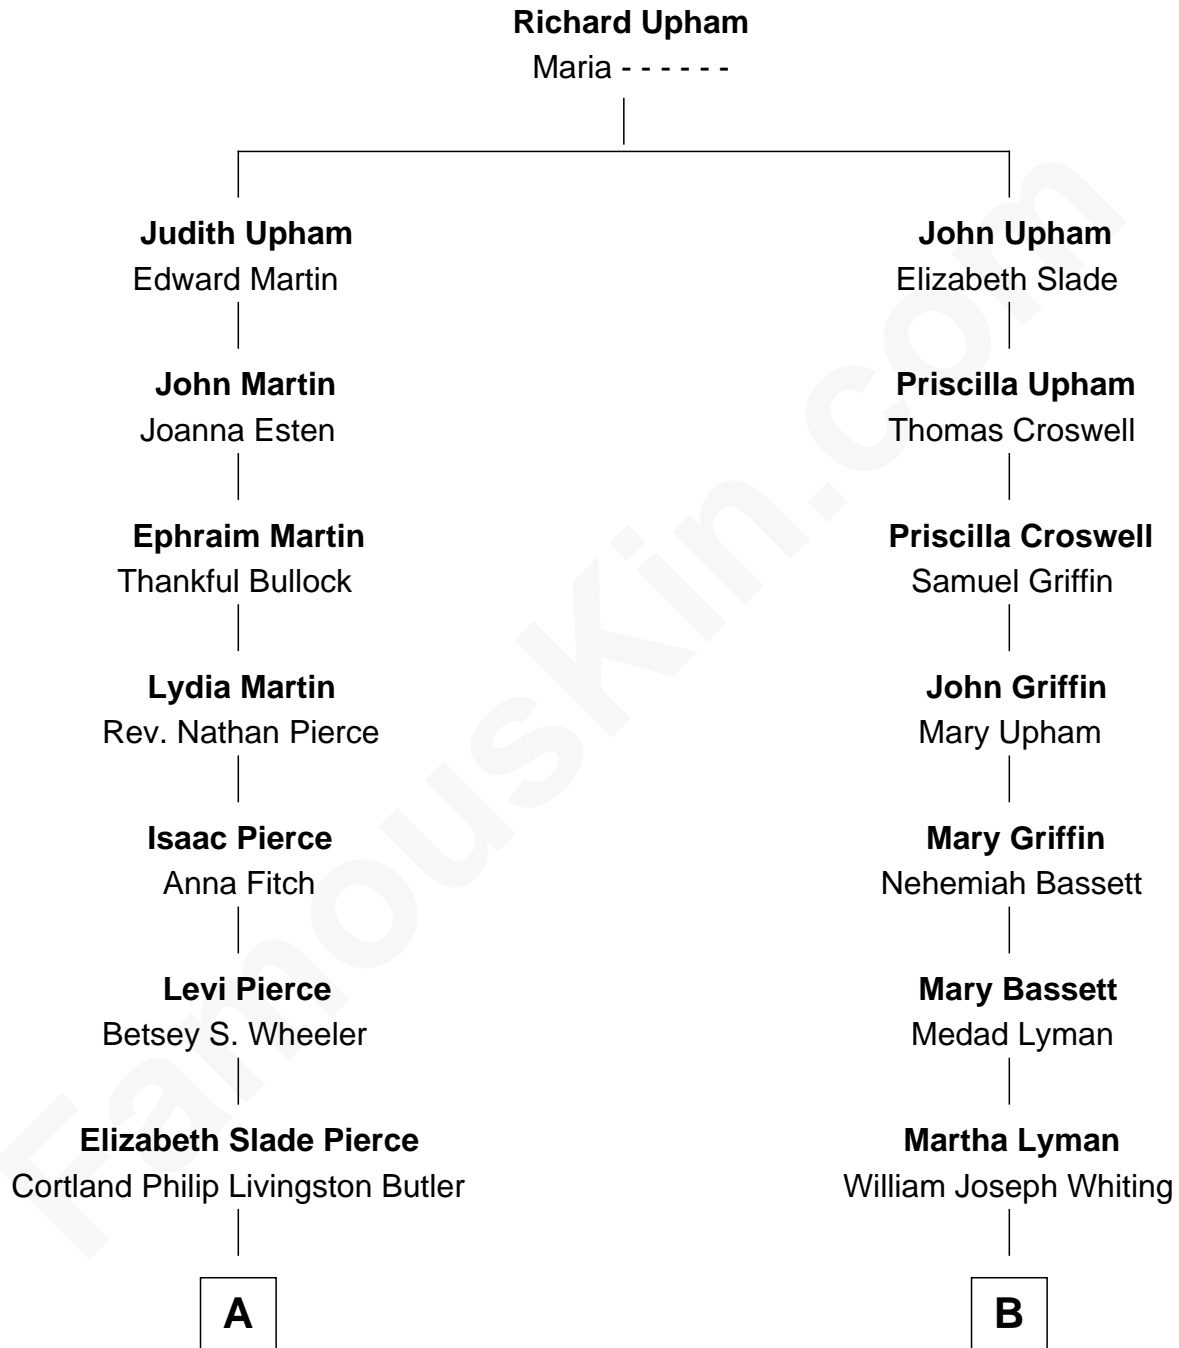 Richard Upham
Maria - - - - - -
Judith Upham
Edward Martin
John Upham
Elizabeth Slade
John Martin
Joanna Esten
Priscilla Upham
Thomas Croswell
Ephraim Martin
Thankful Bullock
Priscilla Croswell
Samuel Griffin
Lydia Martin
Rev. Nathan Pierce
John Griffin
Mary Upham
Isaac Pierce
Anna Fitch
Mary Griffin
Nehemiah Bassett
Levi Pierce
Betsey S. Wheeler
Mary Bassett
Medad Lyman
Elizabeth Slade Pierce
Cortland Philip Livingston Butler
Martha Lyman
William Joseph Whiting
A
B
FamousKin.com